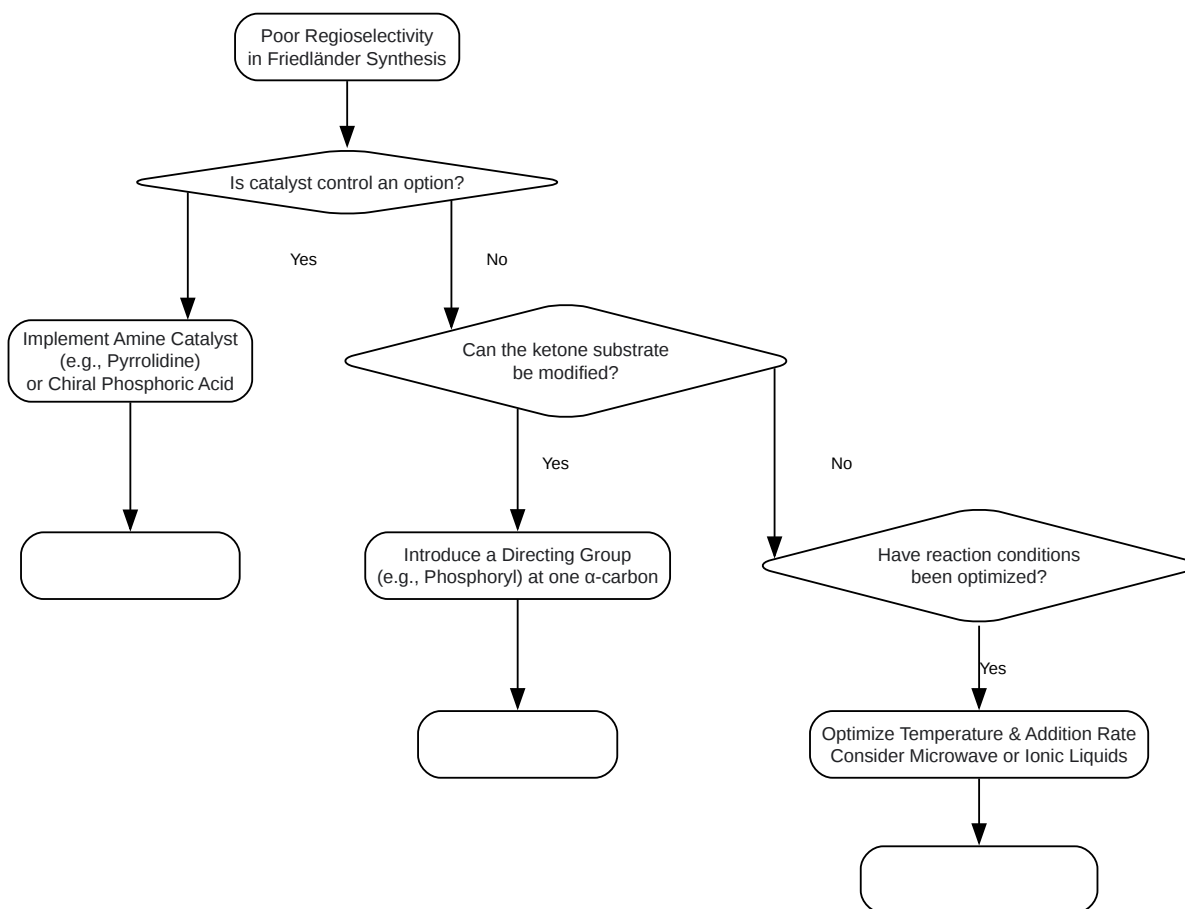 Poor Regioselectivity
in Friedländer Synthesis
Is catalyst control an option?
Yes
No
Implement Amine Catalyst
(e.g., Pyrrolidine)
or Chiral Phosphoric Acid
Can the ketone substrate
be modified?
Yes
No
Introduce a Directing Group
(e.g., Phosphoryl) at one α-carbon
Have reaction conditions
been optimized?
Yes
Optimize Temperature & Addition Rate
Consider Microwave or Ionic Liquids